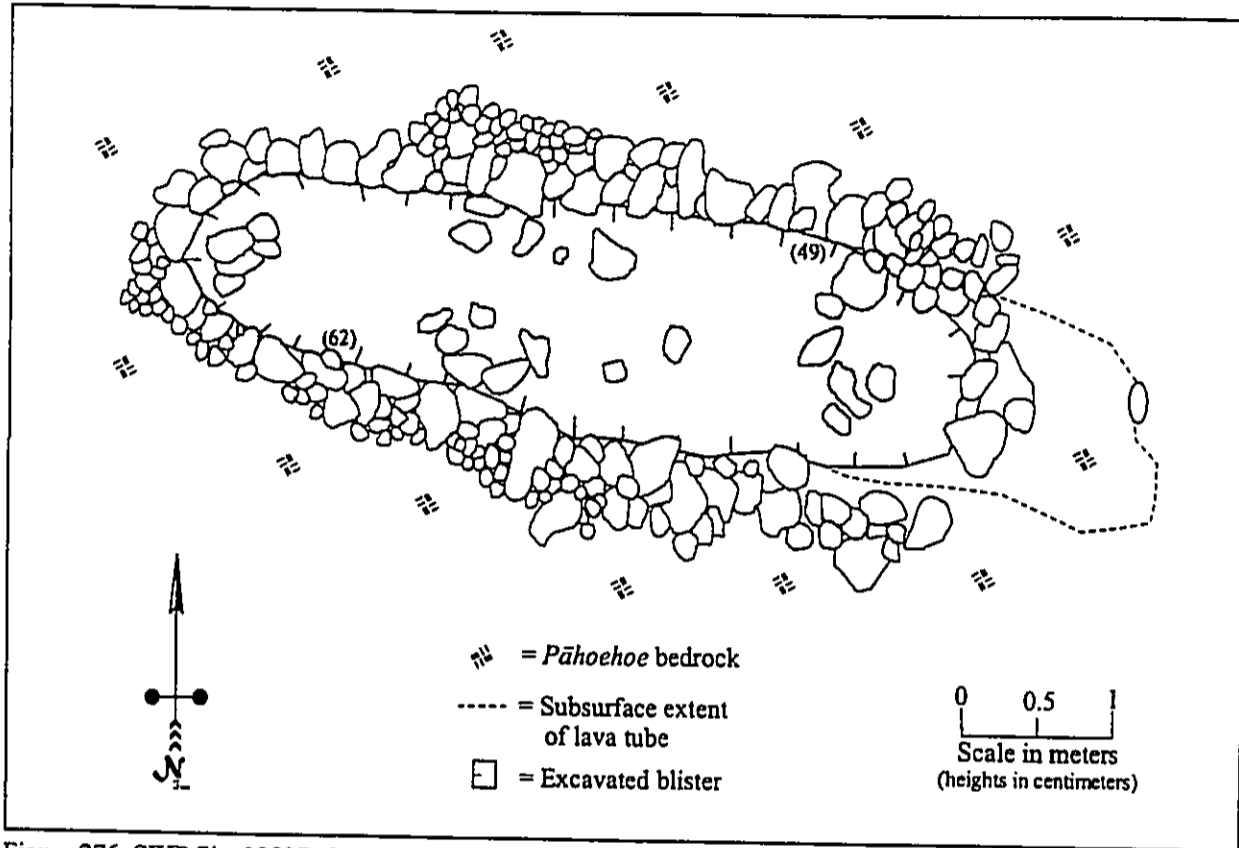 (49)
(62)
= Pāhoehoe bedrock
= Subsurface extent
of lava tube
= Excavated blister
0 0.5 1
Scale in meters
(heights in centimeters)
N